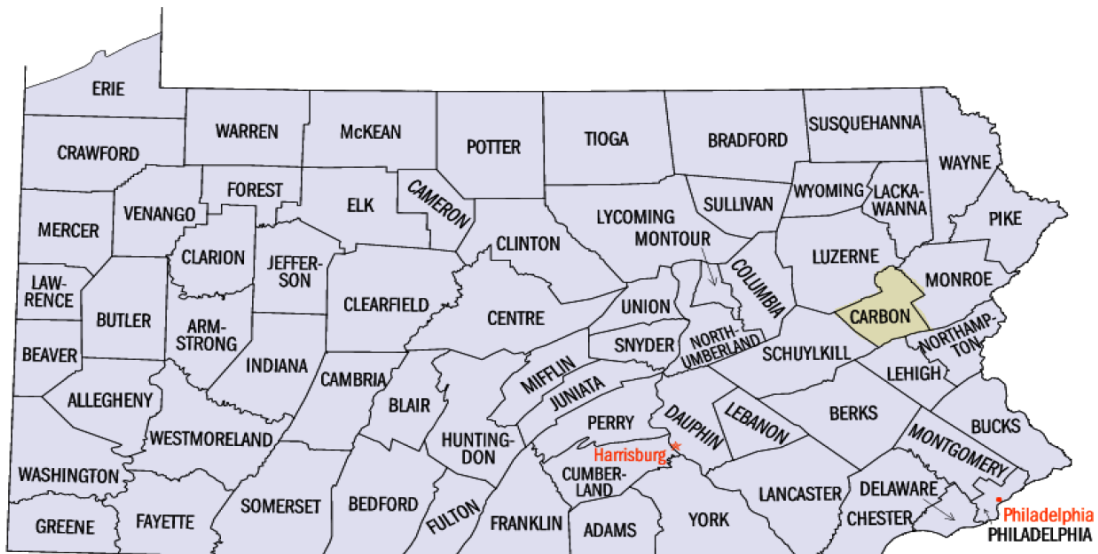 ERIE
WARREN
McKEAN
POTTER
TIOGA
BRADFORD
SUSQUEHANNA
WAYNE
CRAWFORD
FOREST
ELK
CAMERON
WYOMING
LACKA-
WANNA
PIKE
MERCER
VENANGO
CLINTON
LYCOMING
SULLIVAN
MONTOUR
CLARION
JEFFER-
SON
LUZERNE
COLUMBIA
MONROE
LAW-
RENCE
BUTLER
CLEARFIELD
CENTRE
UNION
CARBON
ARM-
STRONG
BEAVER
INDIANA
SNYDER
NORTH-
UMBERLAND
SCHUYLKILL
NORTHAMP-
TON
ALLEGHENY
CAMBRIA
BLAIR
MIFFLIN
JUNIATA
LEHIGH
WESTMORELAND
HUNTING-
DON
PERRY
DAUPHIN
LEBANON
BERKS
BUCKS
Harrisburg
MONTGOMERY
WASHINGTON
SOMERSET
BEDFORD
FULTON
CUMBER-
LAND
LANCASTER
DELAWARE
GREENE
FAYETTE
FRANKLIN
ADAMS
YORK
CHESTER
Philadelphia
PHILADELPHIA